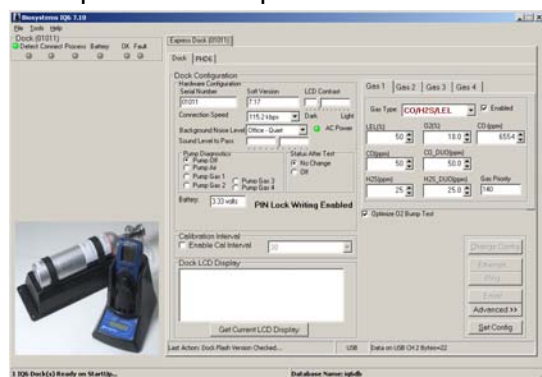 Biosystems IQ6 7.10
File Tools Help
Dock (01011)
Detect Connect Process Battery OK Fault
Express Dock (01011)
Dock PHD6
Dock Configuration
Hardware Configuration
Serial Number Soft Version LCD Contrast
01011 7.17
Connection Speed 115.2 kbps Dark Light
Background Noise Level Office - Quiet AC Power
Sound Level to Pass
Pump Diagnostics Status After Test
Pump Off No Change
Pump Air Off
Pump Gas 1 Pump Gas 3
Pump Gas 2 Pump Gas 4
Battery: 3.33 volts PIN Lock Writing Enabled
Calibration Interval
Enable Cal Interval 30
Dock LCD Display
Get Current LCD Display
Gas 1 Gas 2 Gas 3 Gas 4
Gas Type: CO/H2S/LEL Enabled
LEL(%) O2(%) CO-(ppm)
50 18.0 6554
CO(ppm) CO_DUO(ppm)
50 50.0
H2S(ppm) H2S_DUO(ppm) Gas Priority
25 25.0 140
Optimize O2 Bump Test
Change Config
Ethernet
Ping
Email
Advanced >>
Set Config
Last Action: Dock Flash Version Checked... USB Data on USB CH 2 Bytes=22
1 IQ6 Dock(s) Ready on StartUp... Database Name: iq6db